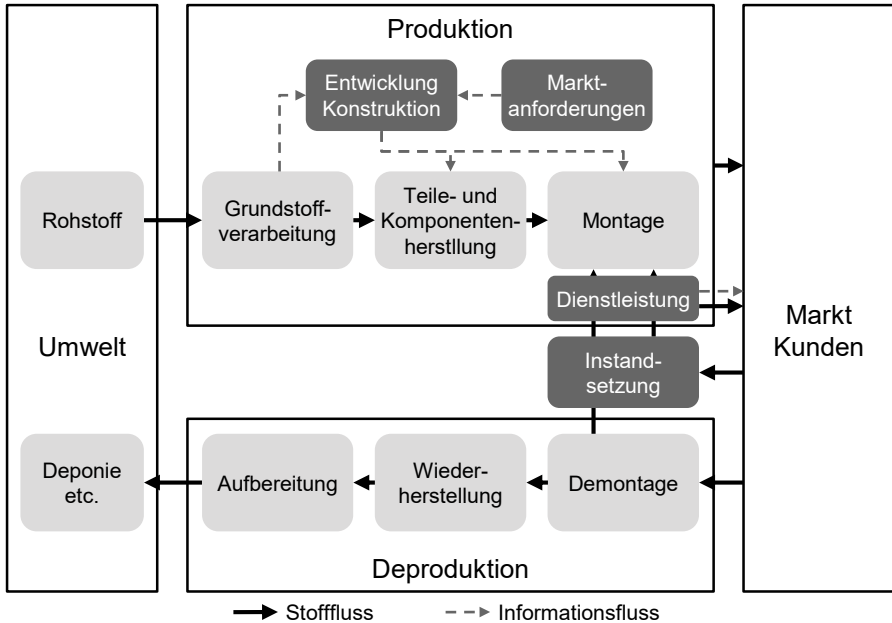 Produktion
Entwicklung
Konstruktion
Markt-
anforderungen
Rohstoff
Grundstoff-
verarbeitung
Teile- und
Komponenten-
herstllung
Montage
Dienstleistung
Umwelt
Markt
Kunden
Instand-
setzung
Deponie
etc.
Aufbereitung
Wieder-
herstellung
Demontage
Deproduktion
Stofffluss
Informationsfluss